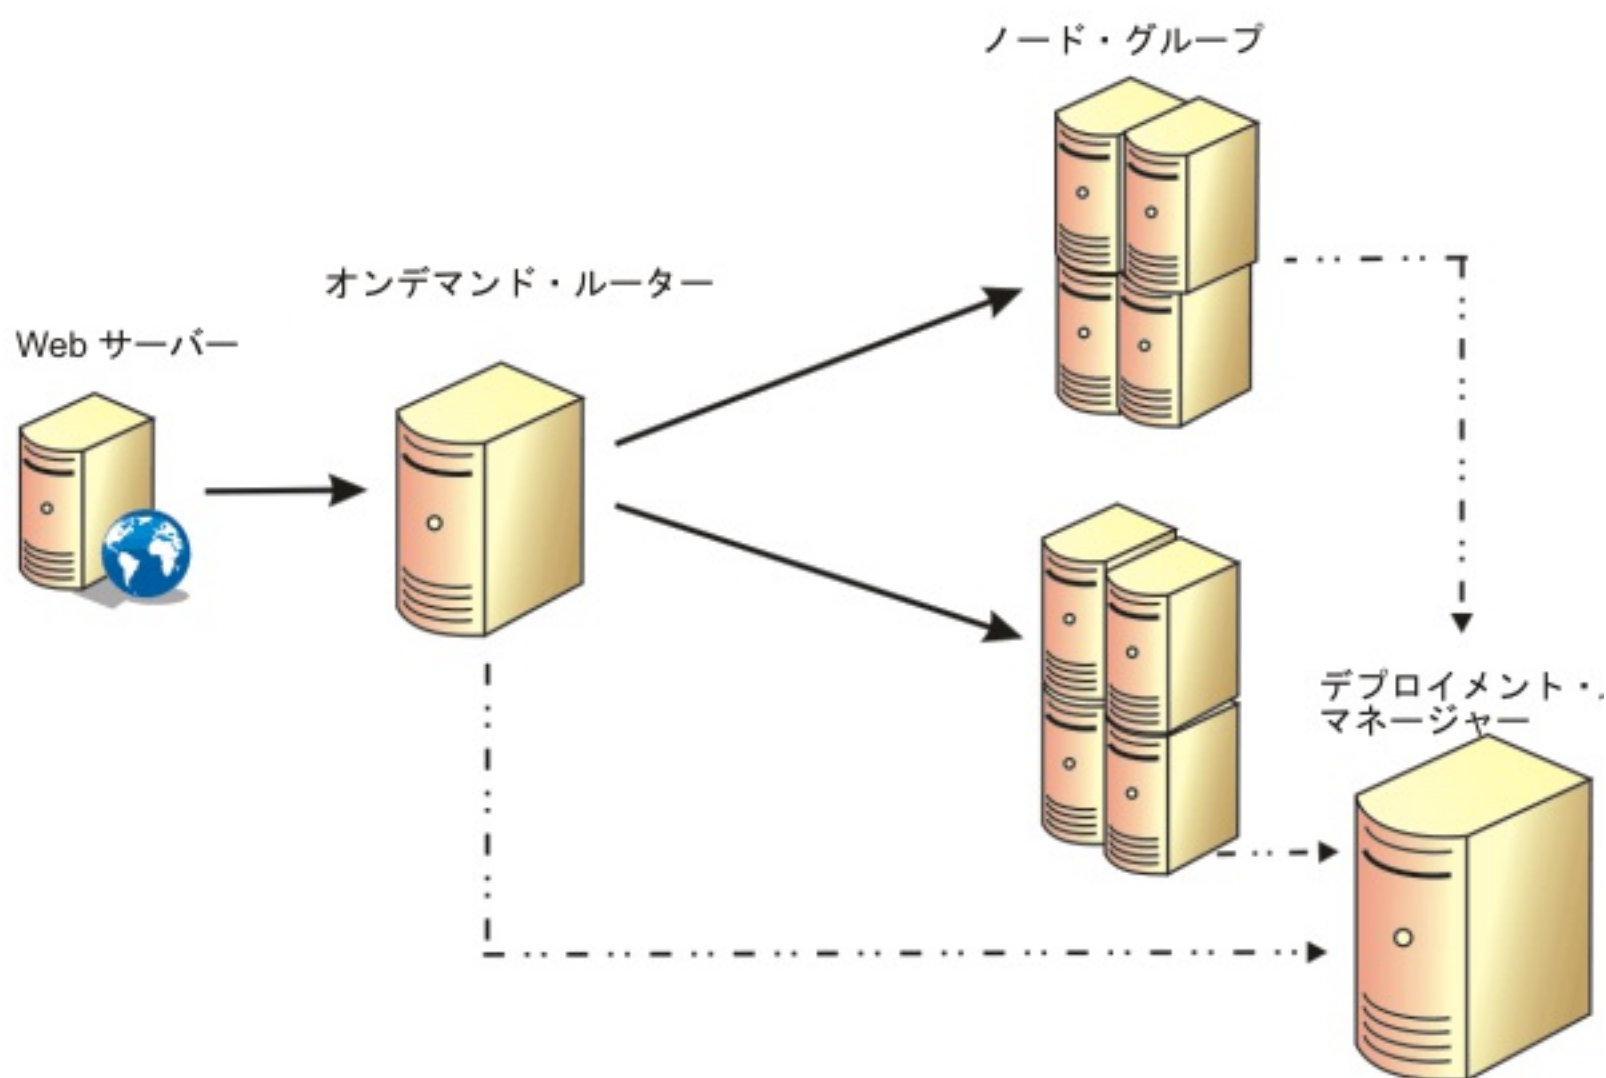 ノード・グループ
オンデマンド・ルーター
Web サーバー
デプロイメント・
マネージャー